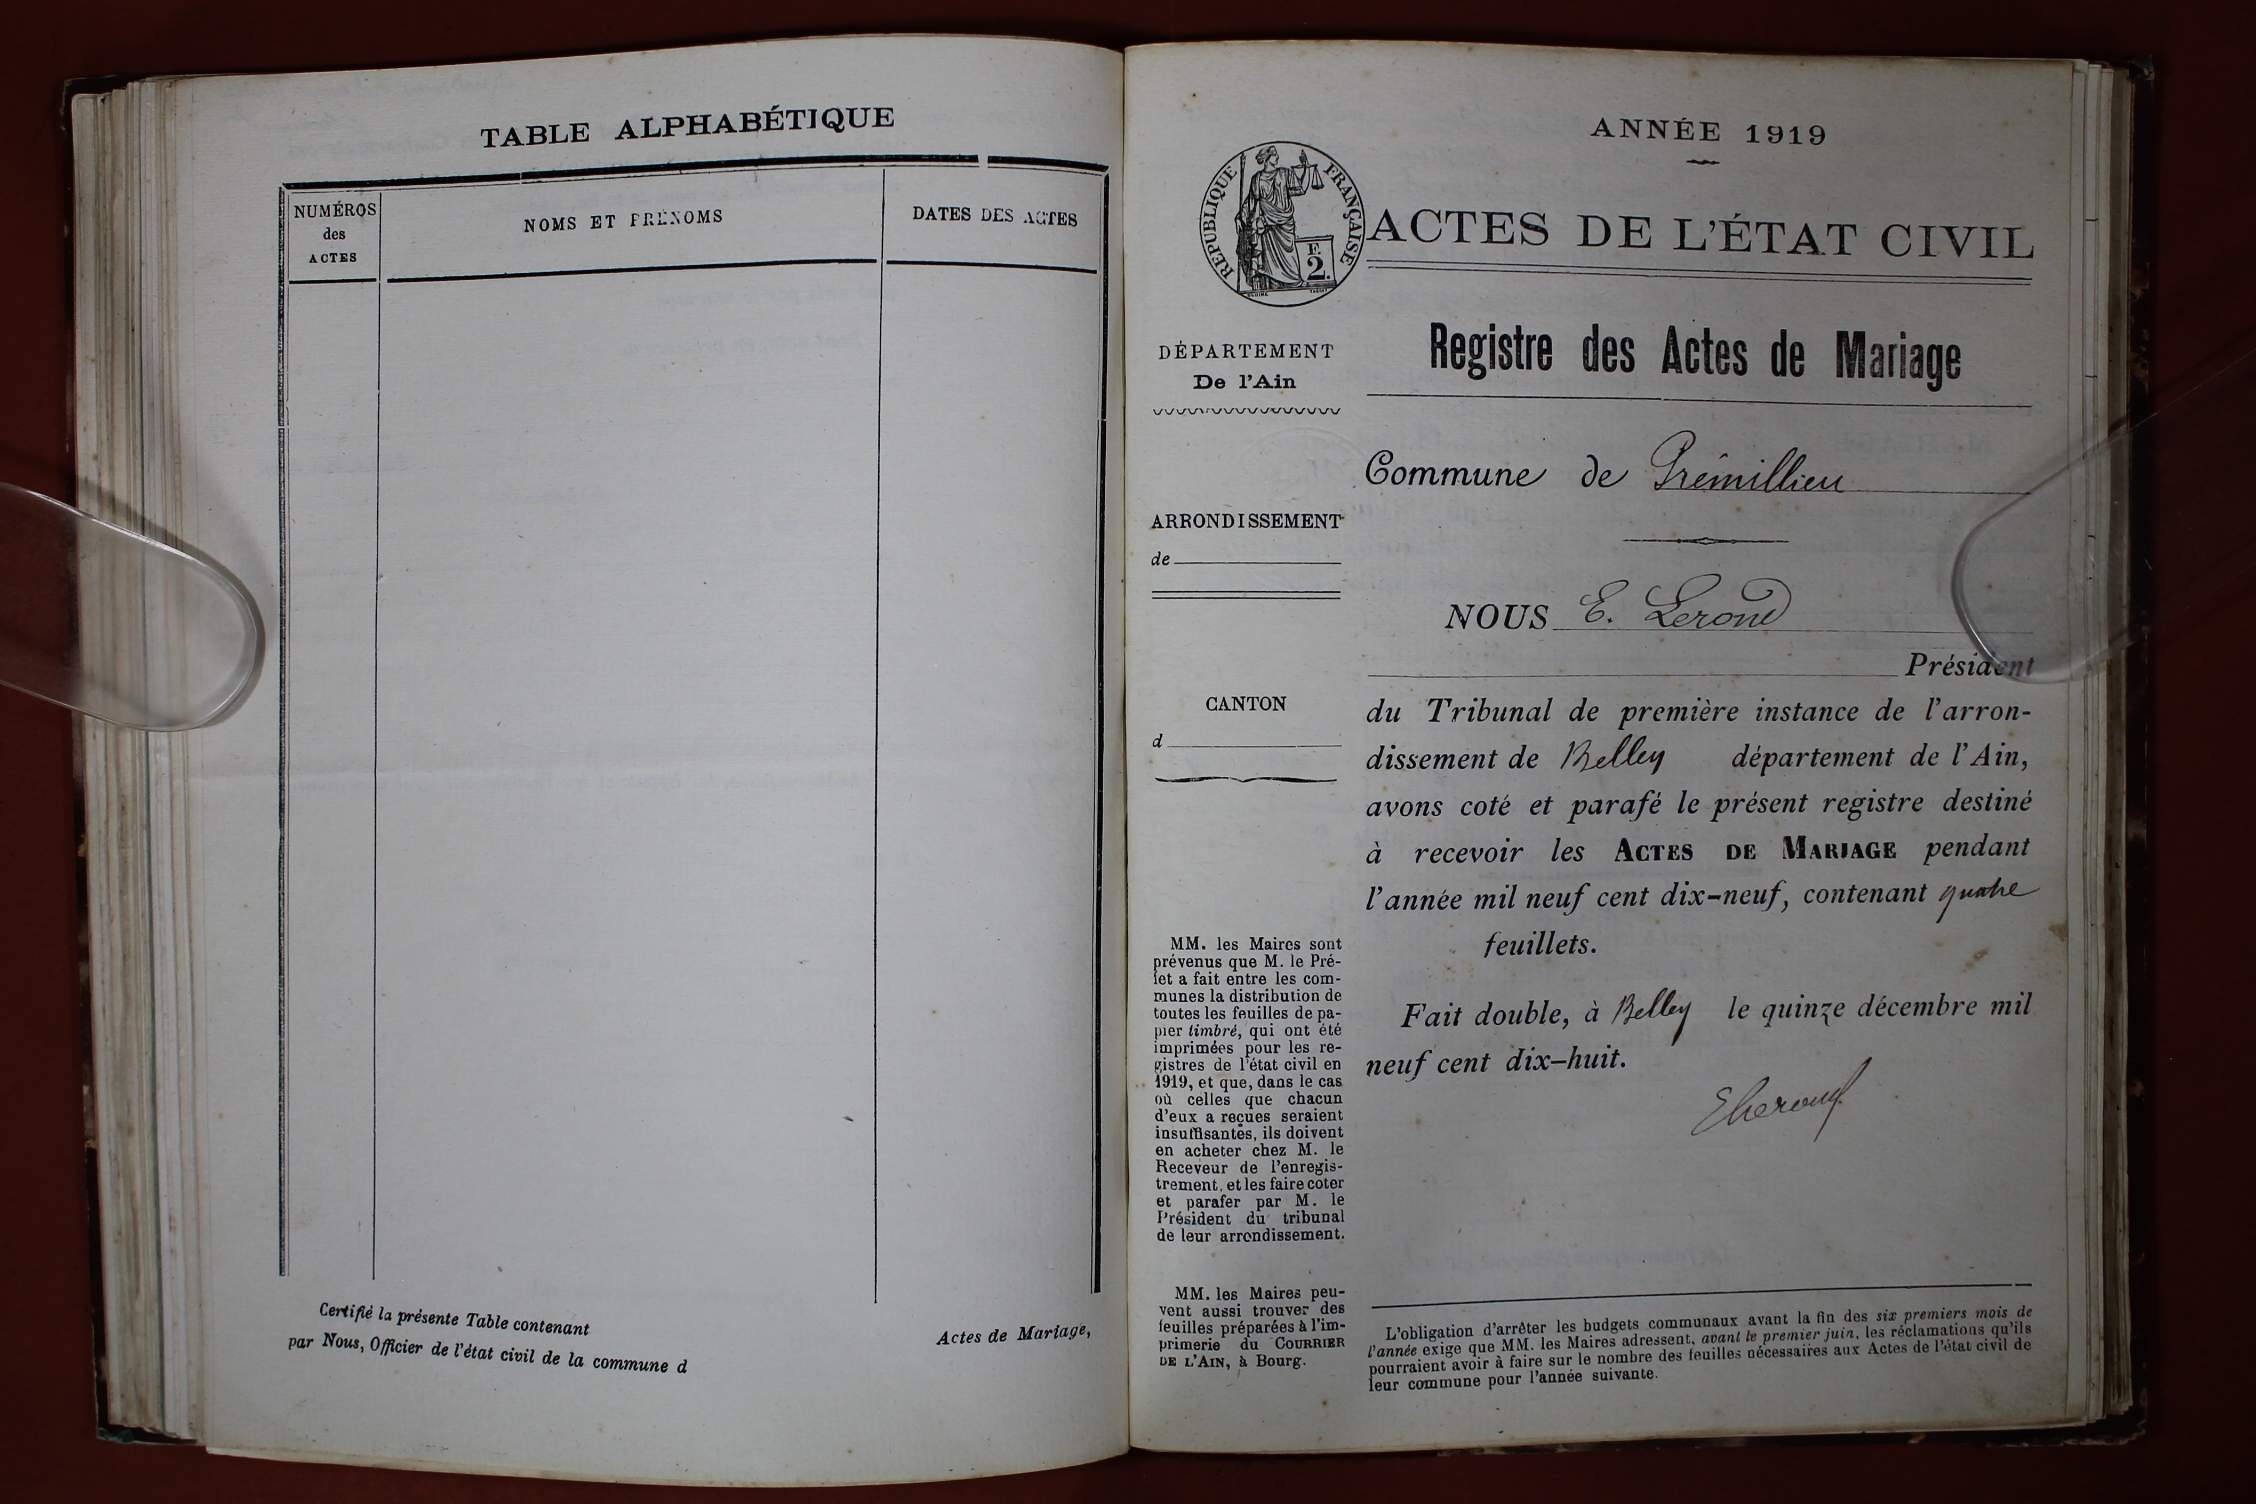 TABLE ALPHABÉTIQUE
NUMÉROS
des
ACTES
NOMS ET PRÉNOMS
DATES DES ACTES
Certifié la présente Table contenant
Actes de Mariage,
par Nous, Officier de l'état civil de la commune d
ANNÉE 1919
RÉPUBLIQUE FRANÇAISE
F.
2.
ACTES DE L'ÉTAT CIVIL
DÉPARTEMENT
De l'Ain
ARRONDISSEMENT
de
CANTON
d
MM. les Maires sont
prévenus que M. le Pré-
fet a fait entre les com-
munes la distribution de
toutes les feuilles de pa-
pier timbré, qui ont été
imprimées pour les re-
gistres de l'état civil en
1919, et que, dans le cas
où celles que chacun
d'eux a reçues seraient
insuffisantes, ils doivent
en acheter chez M. le
Receveur de l'enregis-
trement, et les faire coter
et parafer par M. le
Président du tribunal
de leur arrondissement.
MM. les Maires peu-
vent aussi trouver des
feuilles préparées à l'im-
primerie du COURRIER
DE L'AIN, à Bourg.
Registre des Actes de Mariage
Commune de Prémillieu
NOUS E. Lerond
Président
du Tribunal de première instance de l'arron-
dissement de Belley département de l'Ain,
avons coté et parafé le présent registre destiné
à recevoir les ACTES DE MARIAGE pendant
l'année mil neuf cent dix-neuf, contenant quatre
feuillets.
Fait double, à Belley le quinze décembre mil
neuf cent dix-huit.
L'obligation d'arrêter les budgets communaux avant la fin des six premiers mois de
l'année exige que MM. les Maires adressent, avant le premier juin, les réclamations qu'ils
pourraient avoir à faire sur le nombre des feuilles nécessaires aux Actes de l'état civil de
leur commune pour l'année suivante.